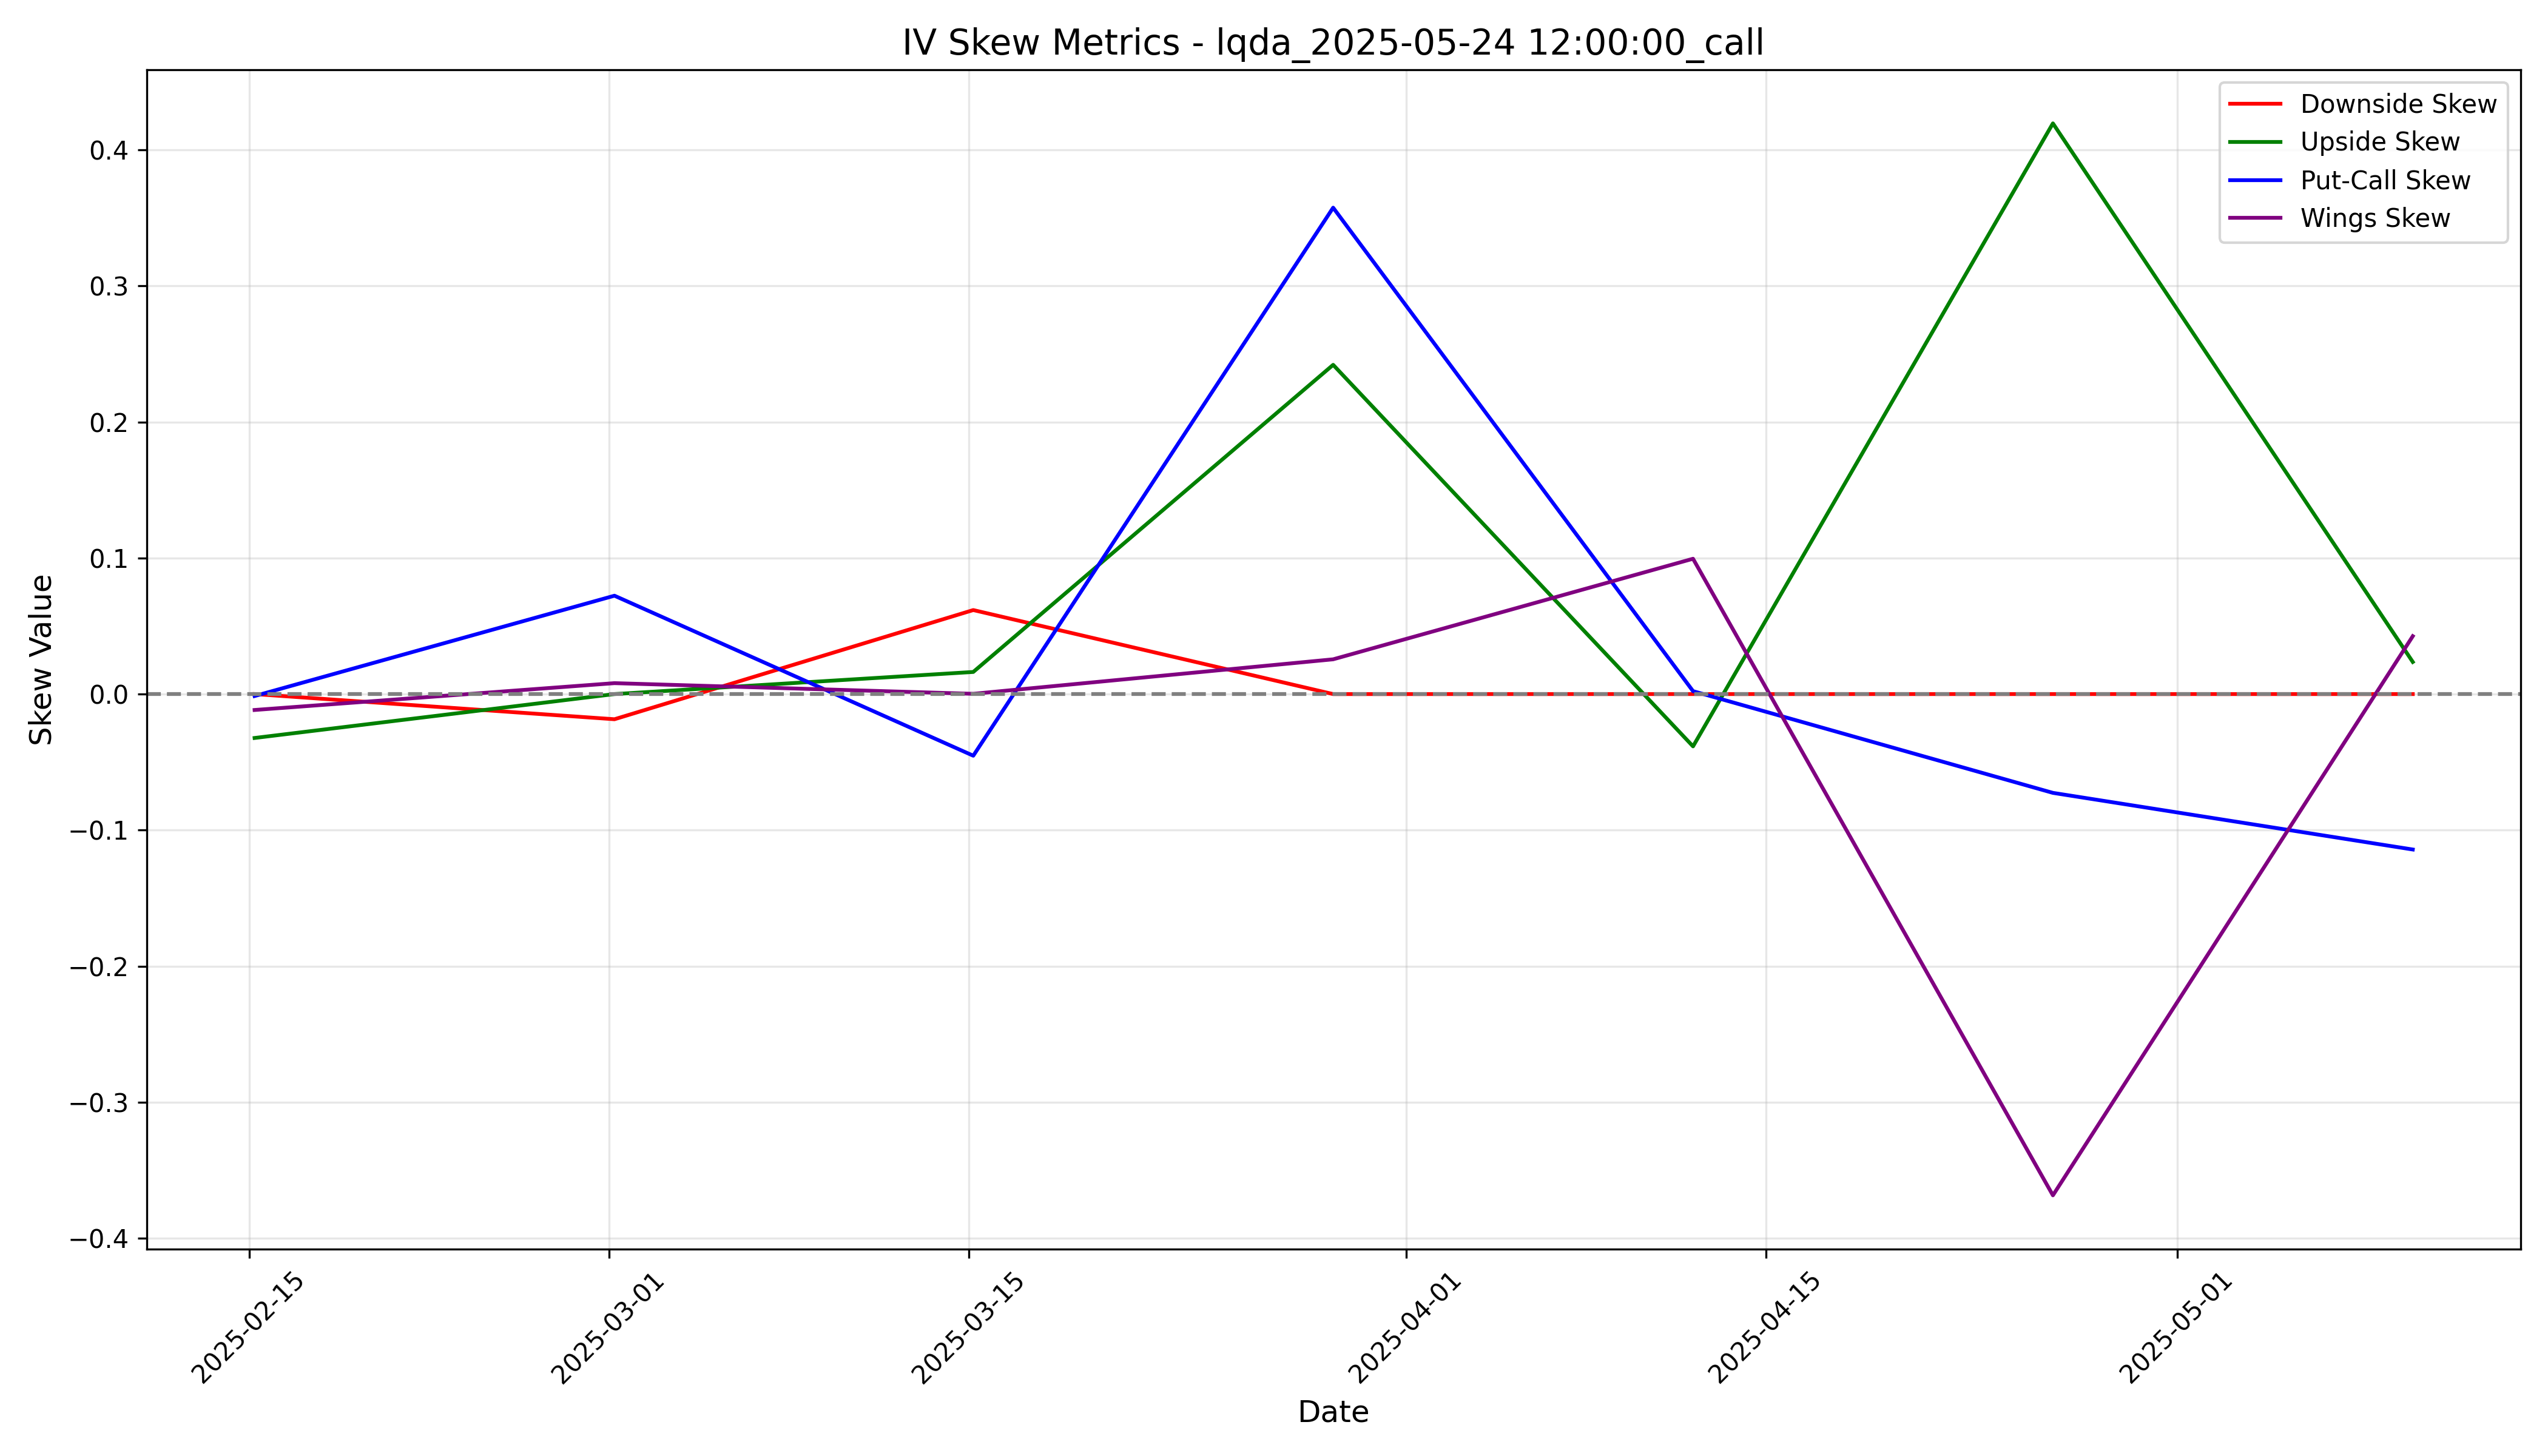 IV Skew Metrics - lqda_2025-05-24 12:00:00_call
Downside Skew
Upside Skew
Put-Call Skew
Wings Skew
Skew Value
0.4
0.3
0.2
0.1
0.0
−0.1
−0.2
−0.3
−0.4
2025-02-15
2025-03-01
2025-03-15
2025-04-01
2025-04-15
2025-05-01
Date